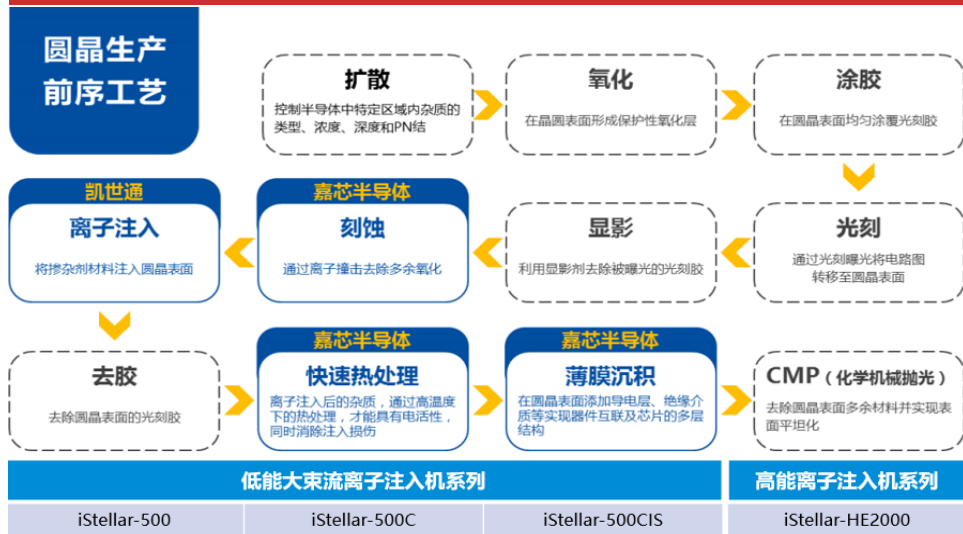 圆晶生产
前序工艺
扩散
控制半导体中特定区域内杂质的
类型、浓度、深度和PN结
氧化
在晶圆表面形成保护性氧化层
涂胶
在圆晶表面均匀涂覆光刻胶
凯世通
离子注入
将掺杂剂材料注入圆晶表面
嘉芯半导体
刻蚀
通过离子撞击去除多余氧化
显影
利用显影剂去除被曝光的光刻胶
光刻
通过光刻曝光将电路图
转移至圆晶表面
去胶
去除圆晶表面的光刻胶
嘉芯半导体
快速热处理
离子注入后的杂质，通过高温度
下的热处理，才能具有电活性，
同时消除注入损伤
嘉芯半导体
薄膜沉积
在圆晶表面添加导电层、绝缘介
质等实现器件互联及芯片的多层
结构
CMP（化学机械抛光）
去除圆晶表面多余材料并实现表
面平坦化
低能大束流离子注入机系列
高能离子注入机系列
iStellar-500
iStellar-500C
iStellar-500CIS
iStellar-HE2000